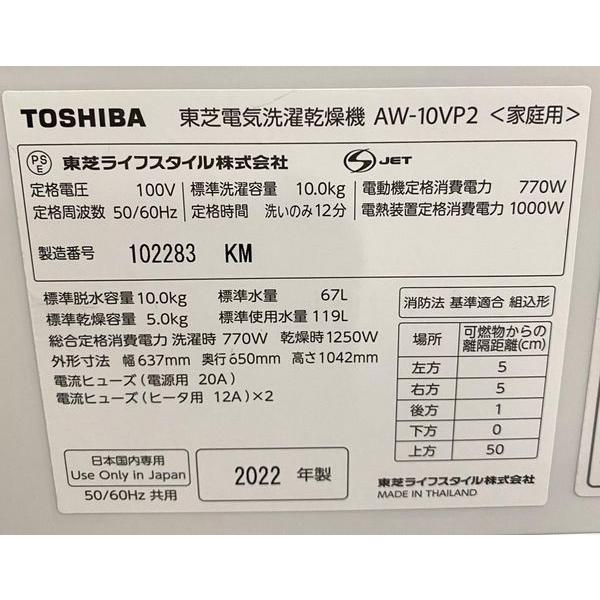 TOSHIBA 東芝電気洗濯乾燥機 AW-10VP2 <家庭用>
PS E 東芝ライフスタイル株式会社 S JET
定格電圧 100V 標準洗濯容量 10.0kg 電動機定格消費電力 770W
定格周波数 50/60Hz 定格時間 洗いのみ12分 電熱装置定格消費電力 1000W
製造番号 102283 KM
標準脱水容量 10.0kg 標準水量 67L
標準乾燥容量 5.0kg 標準使用水量 119L
総合定格消費電力 洗濯時 770W 乾燥時1250W
外形寸法 幅 637mm 奥行 650mm 高さ 1042mm
電流ヒューズ(電源用 20A)
電流ヒューズ(ヒータ用 12A)×2
消防法 基準適合 組込形
場所 可燃物からの離隔距離(cm)
左方 5
右方 5
後方 1
下方 0
上方 50
日本国内専用
Use Only in Japan
50/60Hz 共用
2022 年製
東芝ライフスタイル株式会社
MADE IN THAILAND